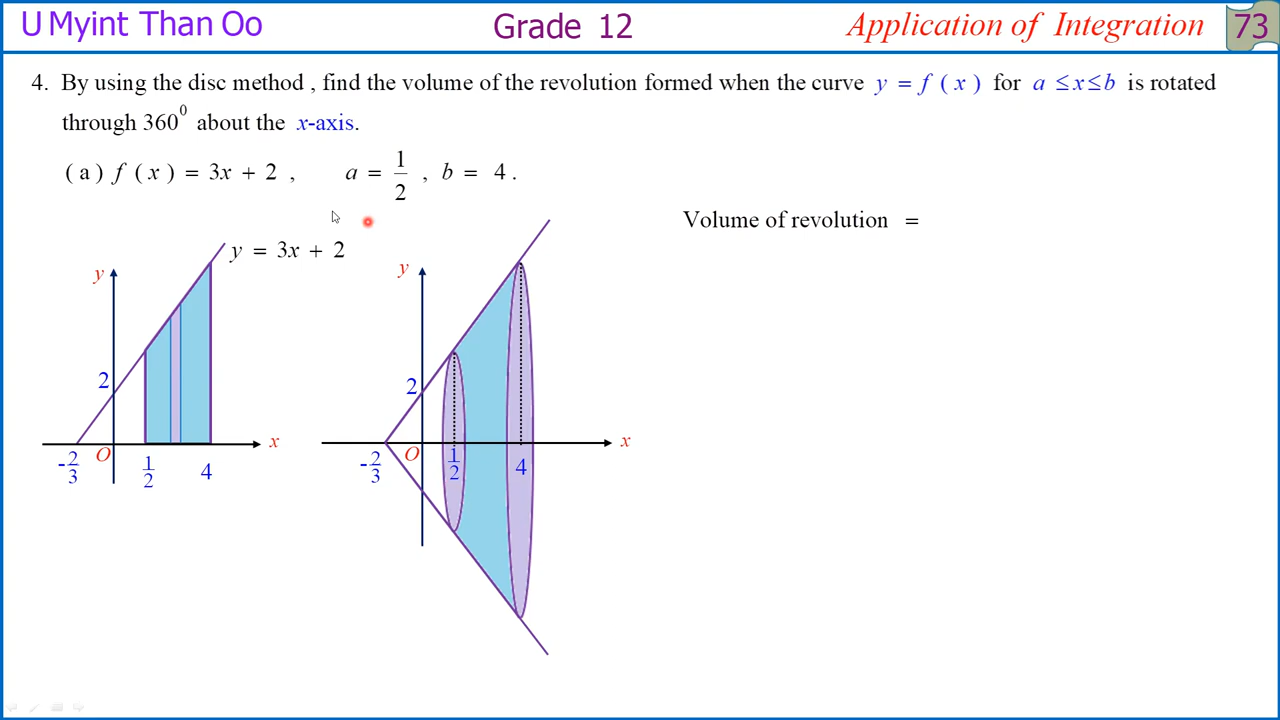 U Myint Than Oo
Grade 12
Application of Integration
73
4. By using the disc method , find the volume of the revolution formed when the curve y = f ( x ) for a ≤x≤b is rotated
through 360⁰ about the x-axis.
( a ) f ( x ) = 3x + 2 , a = 1/2 , b = 4 .
Volume of revolution =
y = 3x + 2
y
2
O
x
-2/3
1/2
4
y
2
O
x
-2/3
1/2
4